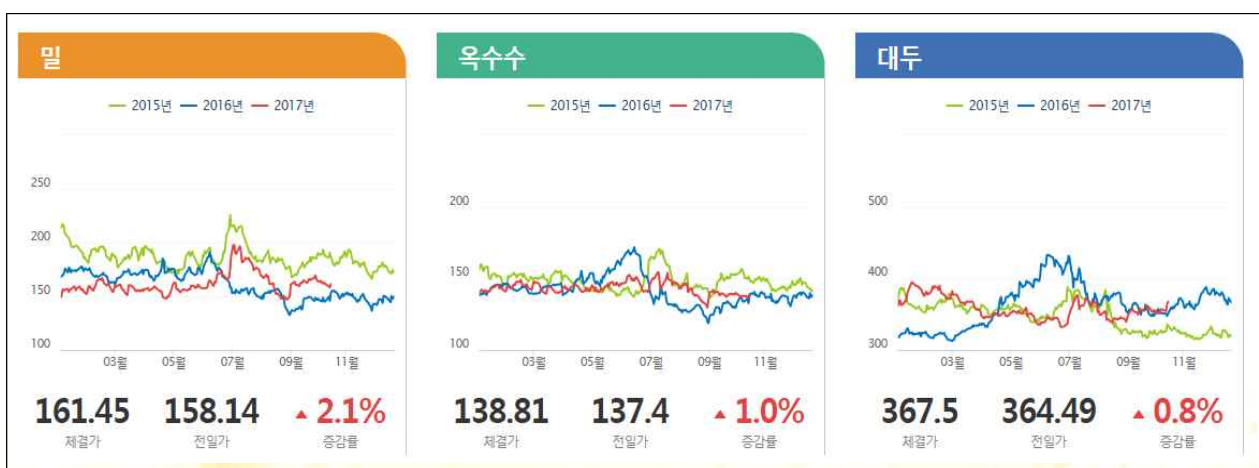 밀
2015년 2016년 2017년
250
200
150
100
03월 05월 07월 09월 11월
161.45 158.14 ▲ 2.1%
체결가 전일가 증감률
옥수수
2015년 2016년 2017년
200
150
100
03월 05월 07월 09월 11월
138.81 137.4 ▲ 1.0%
체결가 전일가 증감률
대두
2015년 2016년 2017년
500
400
300
03월 05월 07월 09월 11월
367.5 364.49 ▲ 0.8%
체결가 전일가 증감률